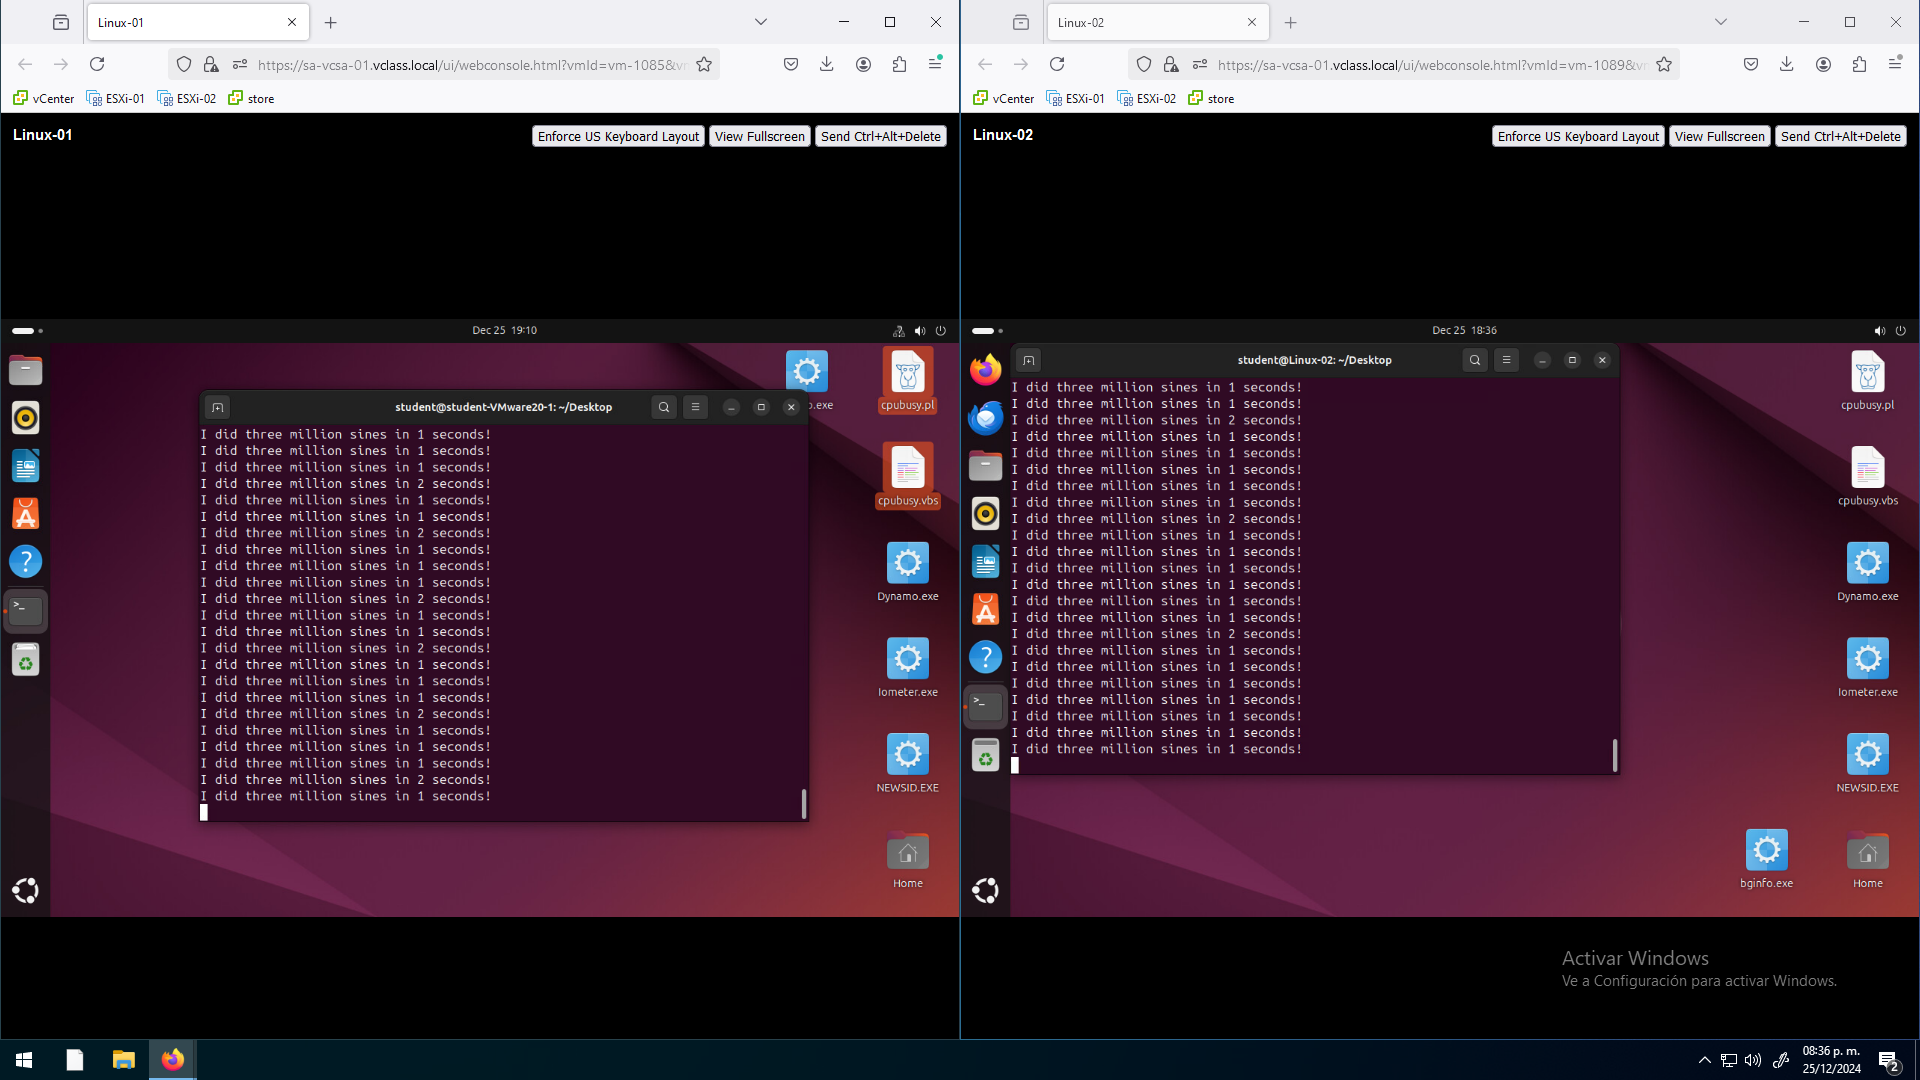 Linux-01
https://sa-vcsa-01.vclass.local/ui/webconsole.html?vmId=vm-1085&
vCenter ESXi-01 ESXi-02 store
Linux-01
Enforce US Keyboard Layout View Fullscreen Send Ctrl+Alt+Delete
Dec 25 19:10
cpubusy.pl
cpubusy.vbs
Dynamo.exe
Iometer.exe
NEWSID.EXE
Home
student@student-VMware20-1: ~/Desktop
I did three million sines in 1 seconds!
I did three million sines in 1 seconds!
I did three million sines in 1 seconds!
I did three million sines in 2 seconds!
I did three million sines in 1 seconds!
I did three million sines in 1 seconds!
I did three million sines in 2 seconds!
I did three million sines in 1 seconds!
I did three million sines in 1 seconds!
I did three million sines in 1 seconds!
I did three million sines in 2 seconds!
I did three million sines in 1 seconds!
I did three million sines in 1 seconds!
I did three million sines in 2 seconds!
I did three million sines in 1 seconds!
I did three million sines in 1 seconds!
I did three million sines in 1 seconds!
I did three million sines in 2 seconds!
I did three million sines in 1 seconds!
I did three million sines in 1 seconds!
I did three million sines in 1 seconds!
I did three million sines in 2 seconds!
I did three million sines in 1 seconds!
Linux-02
https://sa-vcsa-01.vclass.local/ui/webconsole.html?vmId=vm-1089&
vCenter ESXi-01 ESXi-02 store
Linux-02
Enforce US Keyboard Layout View Fullscreen Send Ctrl+Alt+Delete
Dec 25 18:36
student@Linux-02: ~/Desktop
I did three million sines in 1 seconds!
I did three million sines in 1 seconds!
I did three million sines in 2 seconds!
I did three million sines in 1 seconds!
I did three million sines in 1 seconds!
I did three million sines in 1 seconds!
I did three million sines in 1 seconds!
I did three million sines in 1 seconds!
I did three million sines in 2 seconds!
I did three million sines in 1 seconds!
I did three million sines in 1 seconds!
I did three million sines in 1 seconds!
I did three million sines in 1 seconds!
I did three million sines in 1 seconds!
I did three million sines in 1 seconds!
I did three million sines in 2 seconds!
I did three million sines in 1 seconds!
I did three million sines in 1 seconds!
I did three million sines in 1 seconds!
I did three million sines in 1 seconds!
I did three million sines in 1 seconds!
I did three million sines in 1 seconds!
I did three million sines in 1 seconds!
cpubusy.pl
cpubusy.vbs
Dynamo.exe
Iometer.exe
NEWSID.EXE
bginfo.exe
Home
Activar Windows
Ve a Configuración para activar Windows.
08:36 p. m.
25/12/2024
2